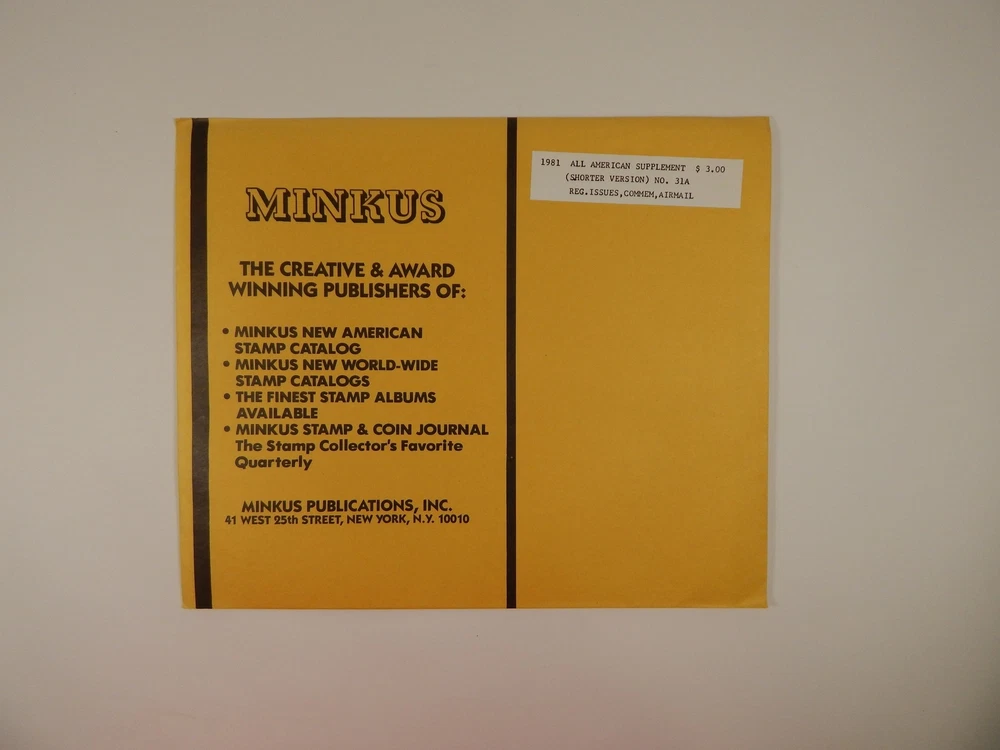 MINKUS
THE CREATIVE & AWARD
WINNING PUBLISHERS OF:
• MINKUS NEW AMERICAN
STAMP CATALOG
• MINKUS NEW WORLD-WIDE
STAMP CATALOGS
• THE FINEST STAMP ALBUMS
AVAILABLE
• MINKUS STAMP & COIN JOURNAL
The Stamp Collector's Favorite
Quarterly
MINKUS PUBLICATIONS, INC.
41 WEST 25th STREET, NEW YORK, N.Y. 10010
1981 ALL AMERICAN SUPPLEMENT $ 3.00
(SHORTER VERSION) NO. 31A
REG.ISSUES,COMMEM,AIRMAIL